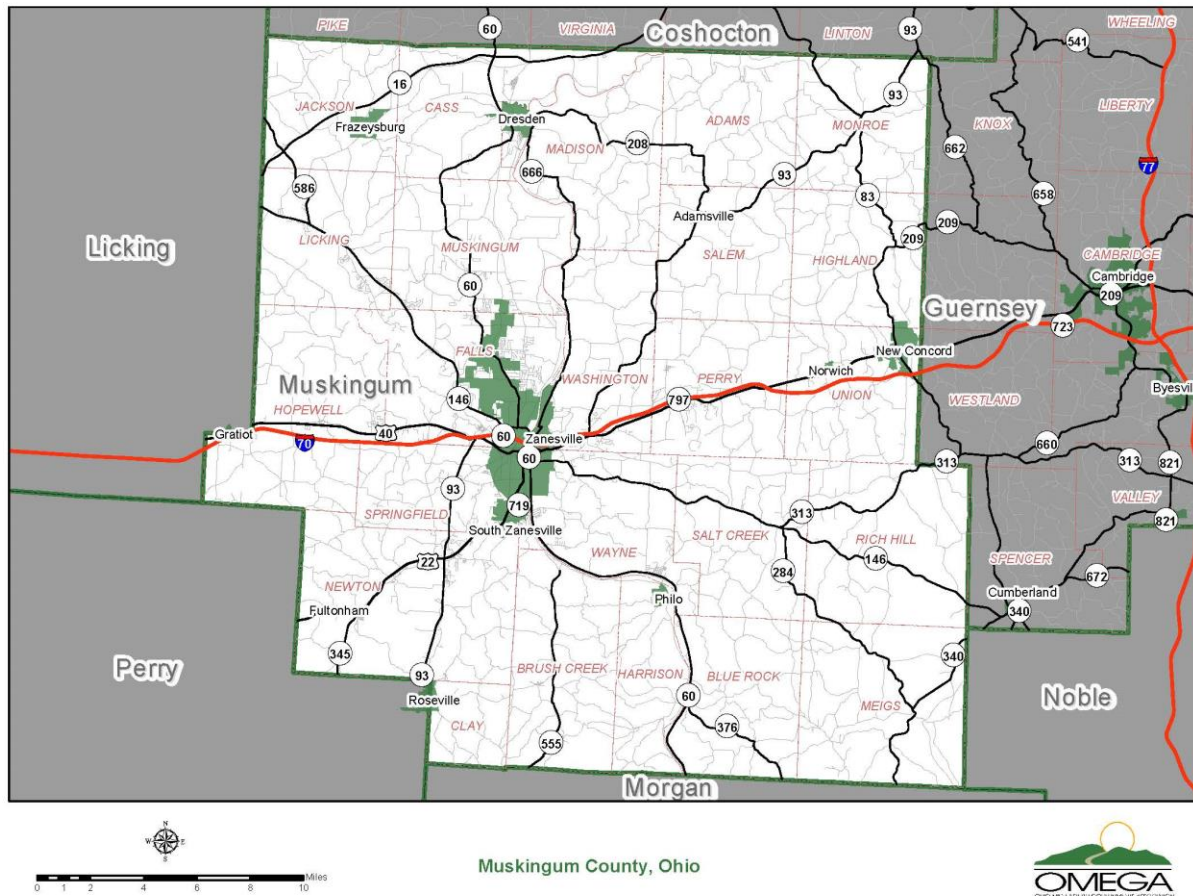 PIKE
60
VIRGINIA
Coshocton
LINTON
93
WHEELING
541
JACKSON
16
CASS
93
LIBERTY
Frazeysburg
Dresden
ADAMS
MONROE
KNOX
MADISON
208
662
77
586
666
93
83
658
Adamsville
Licking
LICKING
MUSKINGUM
SALEM
HIGHLAND
209
209
CAMBRIDGE
Cambridge
60
209
Guernsey
723
FALLS
New Concord
Muskingum
WASHINGTON
PERRY
Norwich
UNION
WESTLAND
Byesvil
HOPEWELL
146
797
Gratiot
70
40
60
Zanesville
60
660
313
313
821
93
719
VALLEY
SPRINGFIELD
South Zanesville
313
821
SALT CREEK
RICH HILL
WAYNE
22
284
146
SPENCER
NEWTON
672
Philo
Cumberland
Fultonham
340
345
340
Perry
93
BRUSH CREEK
HARRISON
BLUE ROCK
Noble
Roseville
60
MEIGS
CLAY
376
555
Morgan
N
W
E
S
Miles
0 1 2 4 6 8 10
Muskingum County, Ohio
OMEGA